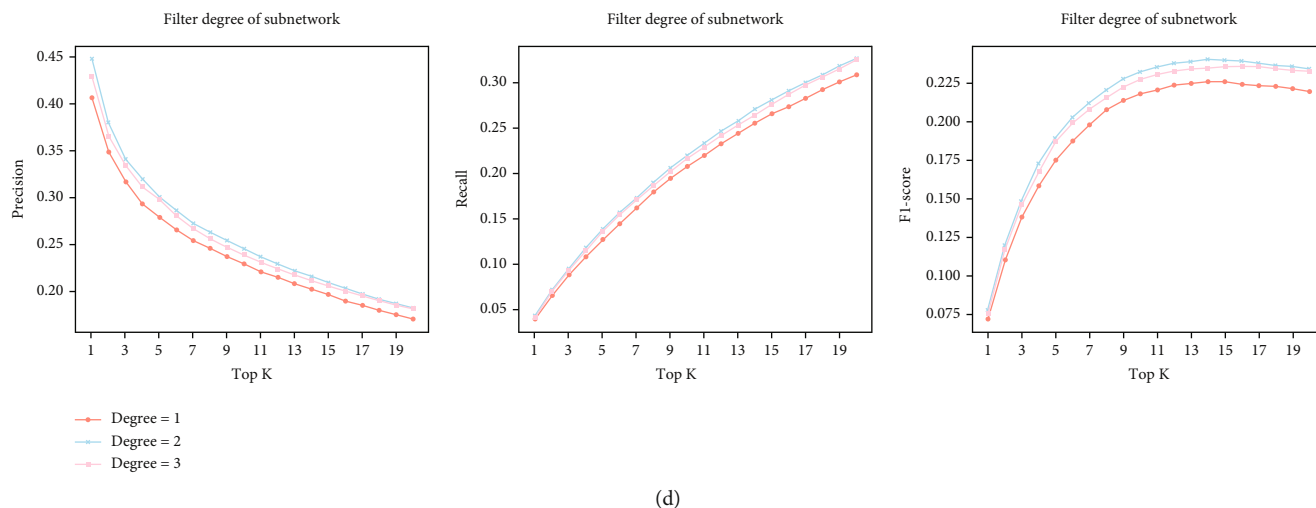 Filter degree of subnetwork
0.45
0.40
0.35
0.30
0.25
0.20
Precision
1 3 5 7 9 11 13 15 17 19
Top K
Filter degree of subnetwork
0.30
0.25
0.20
0.15
0.10
0.05
Recall
1 3 5 7 9 11 13 15 17 19
Top K
Filter degree of subnetwork
0.225
0.200
0.175
0.150
0.125
0.100
0.075
F1-score
1 3 5 7 9 11 13 15 17 19
Top K
Degree = 1
Degree = 2
Degree = 3
(d)